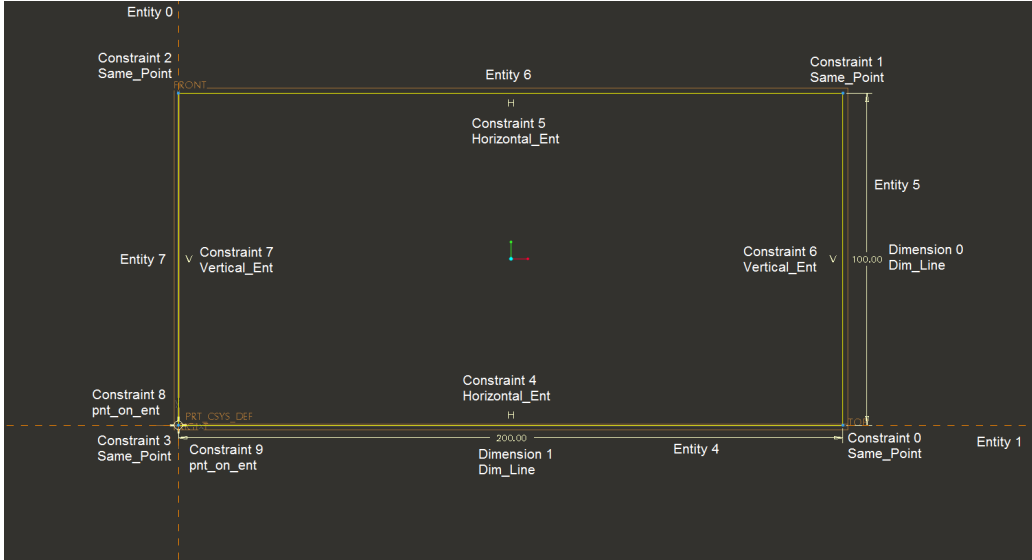 Entity 0
Constraint 2
Same_Point
Constraint 1
Same_Point
Entity 6
FRONT
H
Constraint 5
Horizontal_Ent
Entity 5
Entity 7
V
Constraint 7
Vertical_Ent
Constraint 6
Vertical_Ent
V
100.00
Dimension 0
Dim_Line
Constraint 4
Horizontal_Ent
Constraint 8
pnt_on_ent
PRT_CSYS_DEF
H
Constraint 3
Same_Point
Constraint 9
pnt_on_ent
200.00
Dimension 1
Dim_Line
Entity 4
Constraint 0
Same_Point
Entity 1